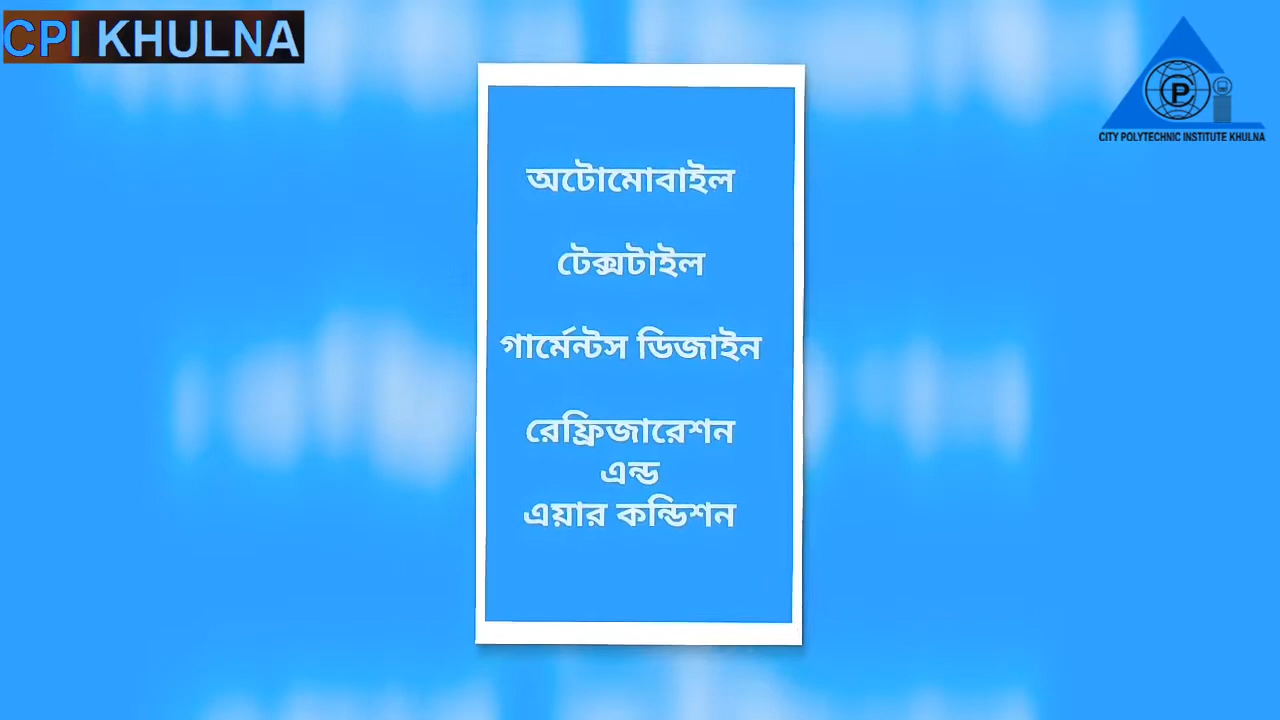 CPI KHULNA
CITY POLYTECHNIC INSTITUTE KHULNA
অটোমোবাইল
টেক্সটাইল
গার্মেন্টস ডিজাইন
রেফ্রিজারেশন
এন্ড
এয়ার কন্ডিশন